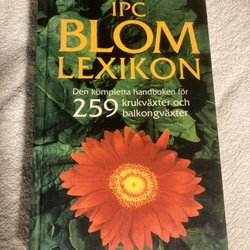 IPC
BLOM
LEXIKON
Den kompletta handboken för
259 krukväxter och
balkongväxter